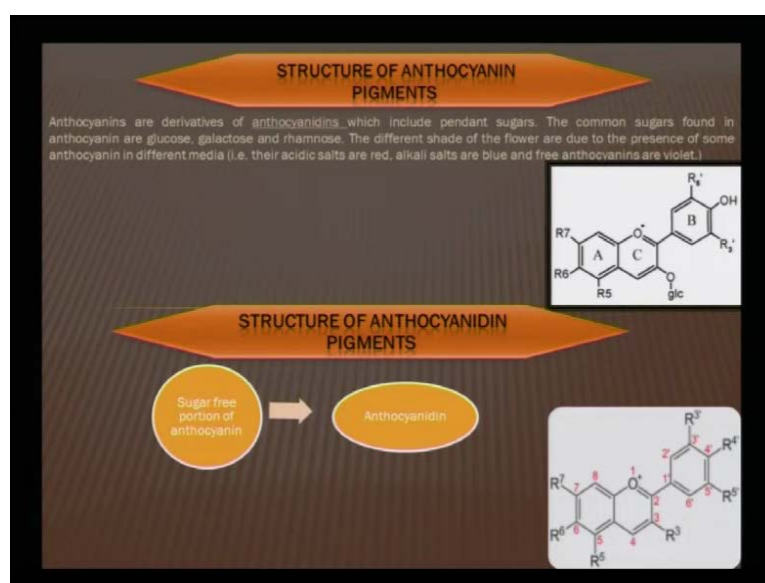 STRUCTURE OF ANTHOCYANIN
PIGMENTS
Anthocyanins are derivatives of anthocyanidins which include pendant sugars. The common sugars found in
anthocyanin are glucose, galactose and rhamnose. The different shade of the flower are due to the presence of some
anthocyanin in different media (i.e. their acidic salts are red, alkali salts are blue and free anthocyanins are violet.)
R5'
OH
B
R7
O+
R3'
A
C
R6
O
R5
glc
STRUCTURE OF ANTHOCYANIDIN
PIGMENTS
Sugar free
portion of
anthocyanin
Anthocyanidin
R3'
3'
2'
4'
R4'
R7
8
1
O+
1'
5'
7
2
6'
R5'
6
3
R6
5
4
R3
R5